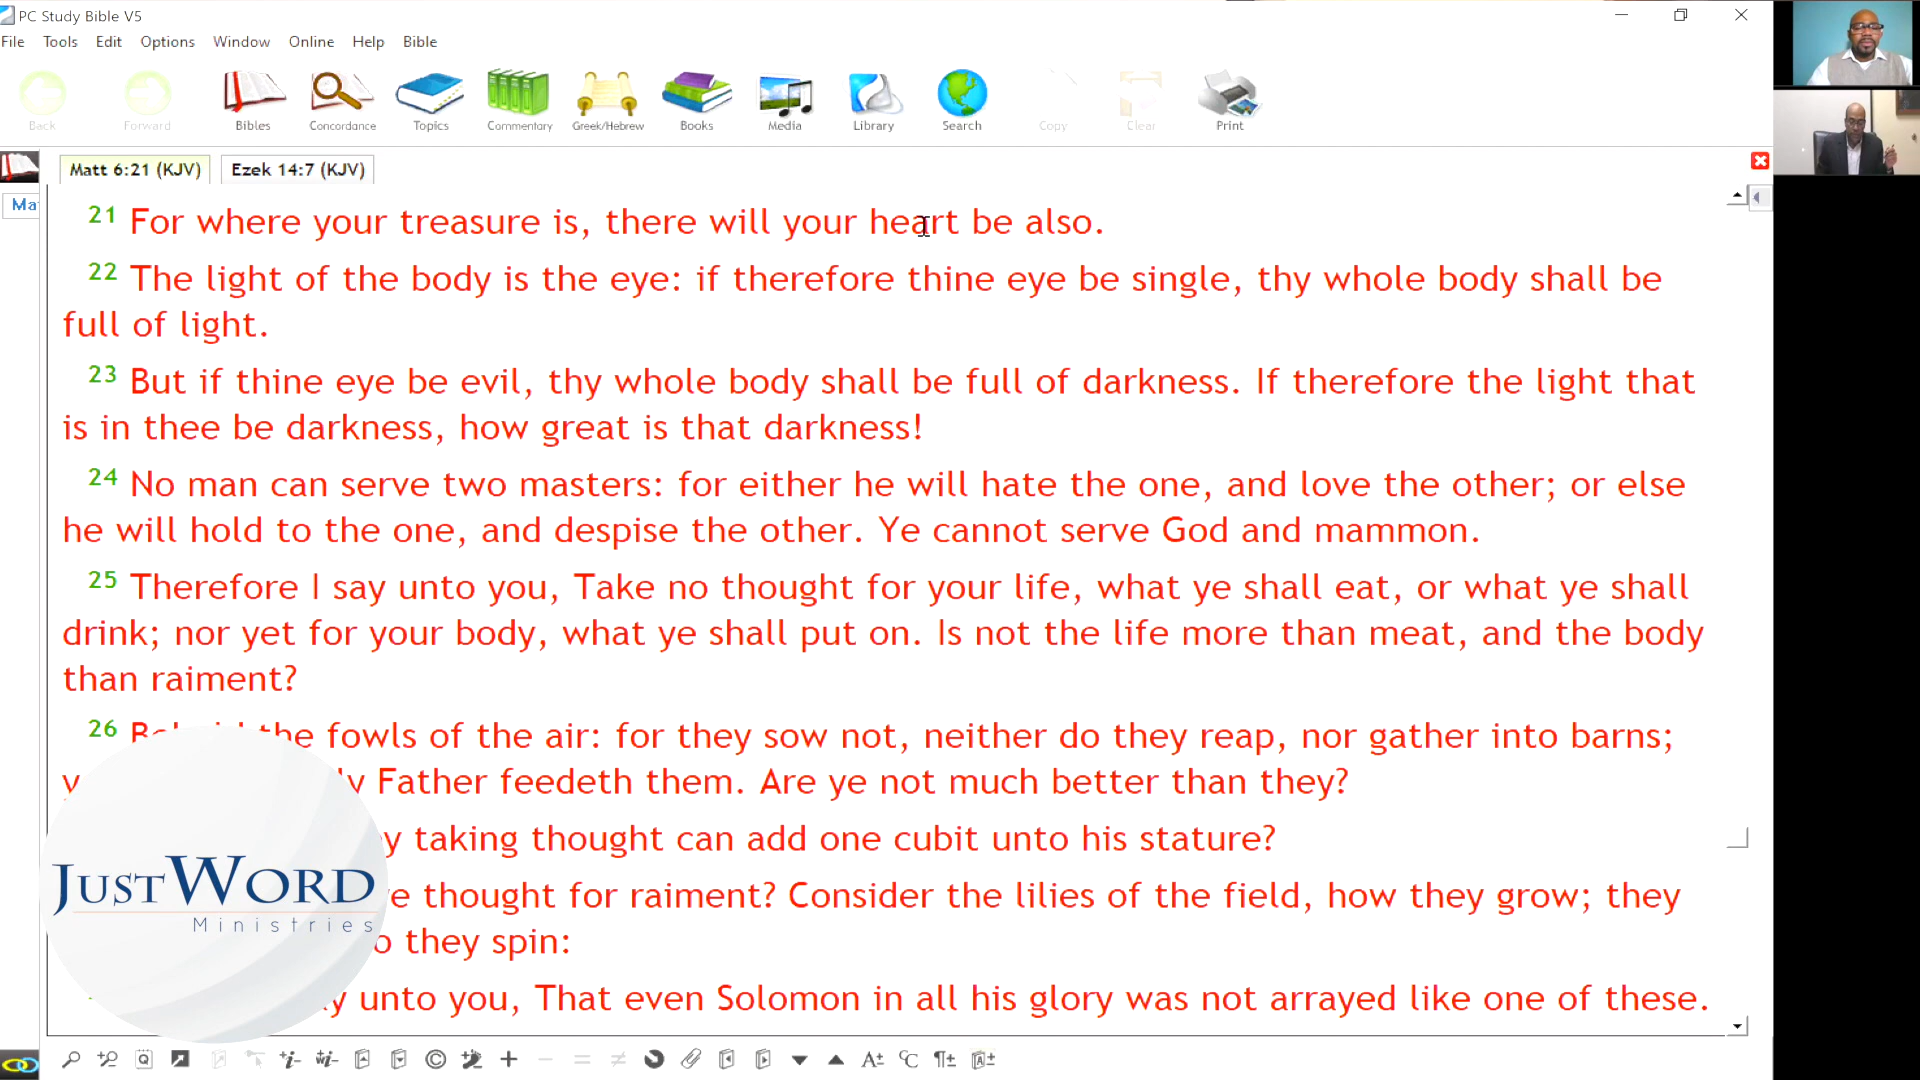 PC Study Bible V5
File Tools Edit Options Window Online Help Bible
Back Forward Bibles Concordance Topics Commentary Greek/Hebrew Books Media Library Search Copy Clear Print
Matt 6:21 (KJV) Ezek 14:7 (KJV)
21 For where your treasure is, there will your heart be also.
22 The light of the body is the eye: if therefore thine eye be single, thy whole body shall be
full of light.
23 But if thine eye be evil, thy whole body shall be full of darkness. If therefore the light that
is in thee be darkness, how great is that darkness!
24 No man can serve two masters: for either he will hate the one, and love the other; or else
he will hold to the one, and despise the other. Ye cannot serve God and mammon.
25 Therefore I say unto you, Take no thought for your life, what ye shall eat, or what ye shall
drink; nor yet for your body, what ye shall put on. Is not the life more than meat, and the body
than raiment?
26 the fowls of the air: for they sow not, neither do they reap, nor gather into barns;
Father feedeth them. Are ye not much better than they?
taking thought can add one cubit unto his stature?
thought for raiment? Consider the lilies of the field, how they grow; they
they spin:
unto you, That even Solomon in all his glory was not arrayed like one of these.
JUSTWORD
Ministries